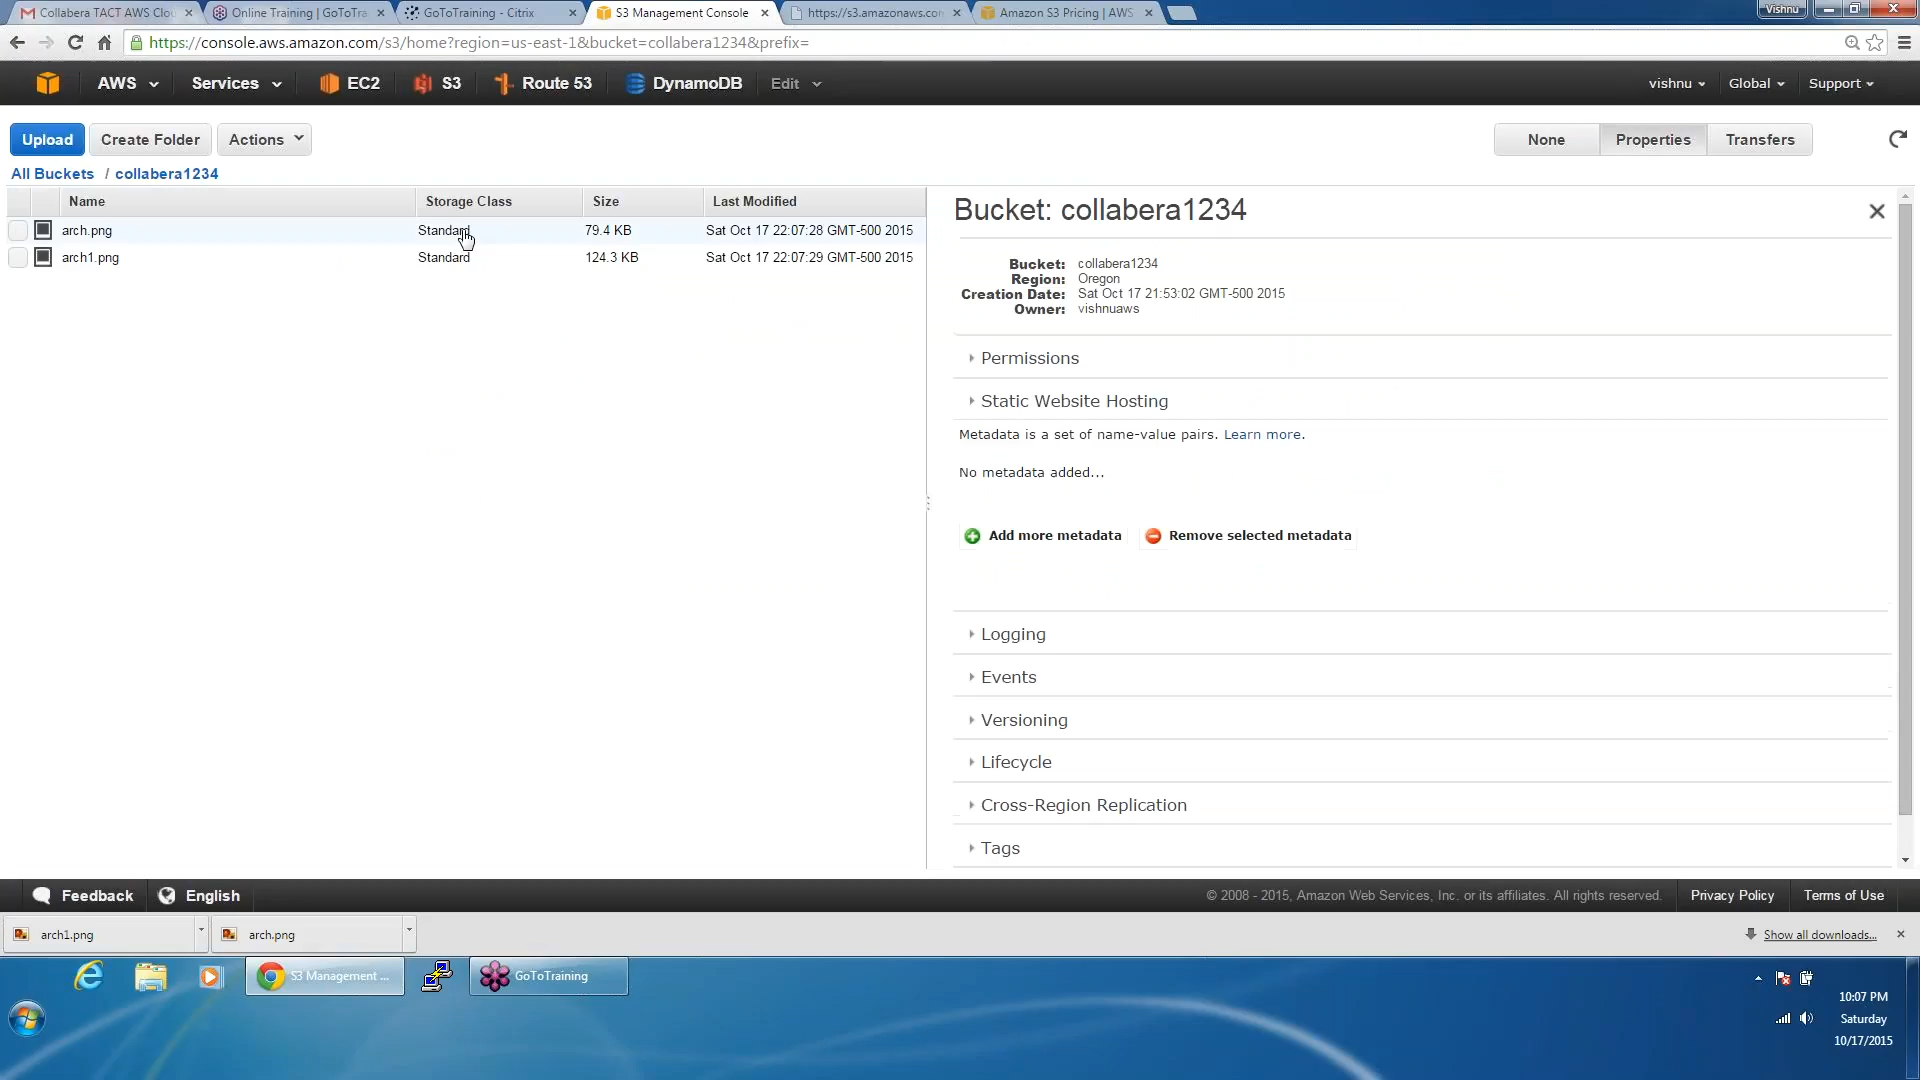 Collabera TACT AWS Clou
Online Training | GoToTra
GoToTraining - Citrix
S3 Management Console
https://s3.amazonaws.con
Amazon S3 Pricing | AWS
Vishnu
https://console.aws.amazon.com/s3/home?region=us-east-1&bucket=collabera1234&prefix=
AWS
Services
EC2
S3
Route 53
DynamoDB
Edit
vishnu
Global
Support
Upload
Create Folder
Actions
None
Properties
Transfers
All Buckets / collabera1234
Name
Storage Class
Size
Last Modified
arch.png
Standard
79.4 KB
Sat Oct 17 22:07:28 GMT-500 2015
arch1.png
Standard
124.3 KB
Sat Oct 17 22:07:29 GMT-500 2015
Bucket: collabera1234
Bucket: collabera1234
Region: Oregon
Creation Date: Sat Oct 17 21:53:02 GMT-500 2015
Owner: vishnuaws
Permissions
Static Website Hosting
Metadata is a set of name-value pairs. Learn more.
No metadata added...
Add more metadata
Remove selected metadata
Logging
Events
Versioning
Lifecycle
Cross-Region Replication
Tags
Feedback
English
© 2008 - 2015, Amazon Web Services, Inc. or its affiliates. All rights reserved.
Privacy Policy
Terms of Use
arch1.png
arch.png
Show all downloads...
S3 Management ...
GoToTraining
10:07 PM
Saturday
10/17/2015